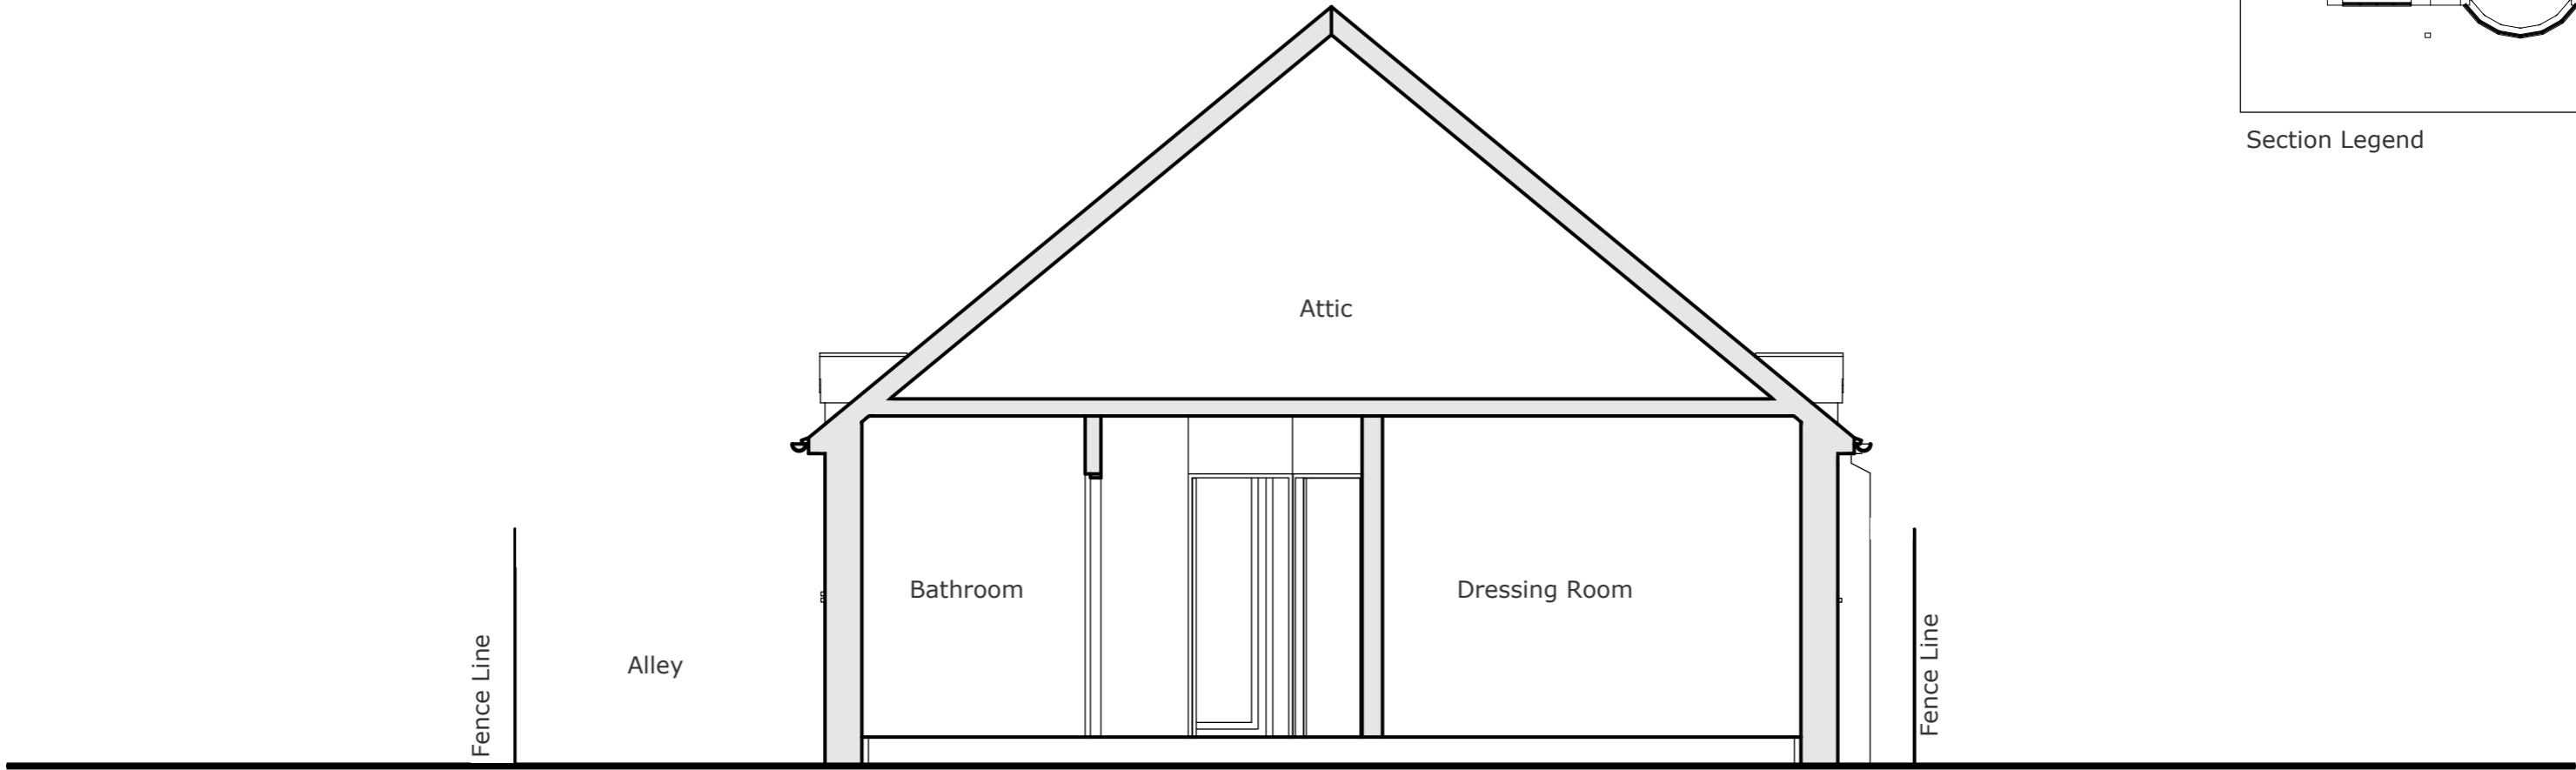 Section Legend
Attic
Bathroom
Dressing Room
Alley
Fence Line
Fence Line